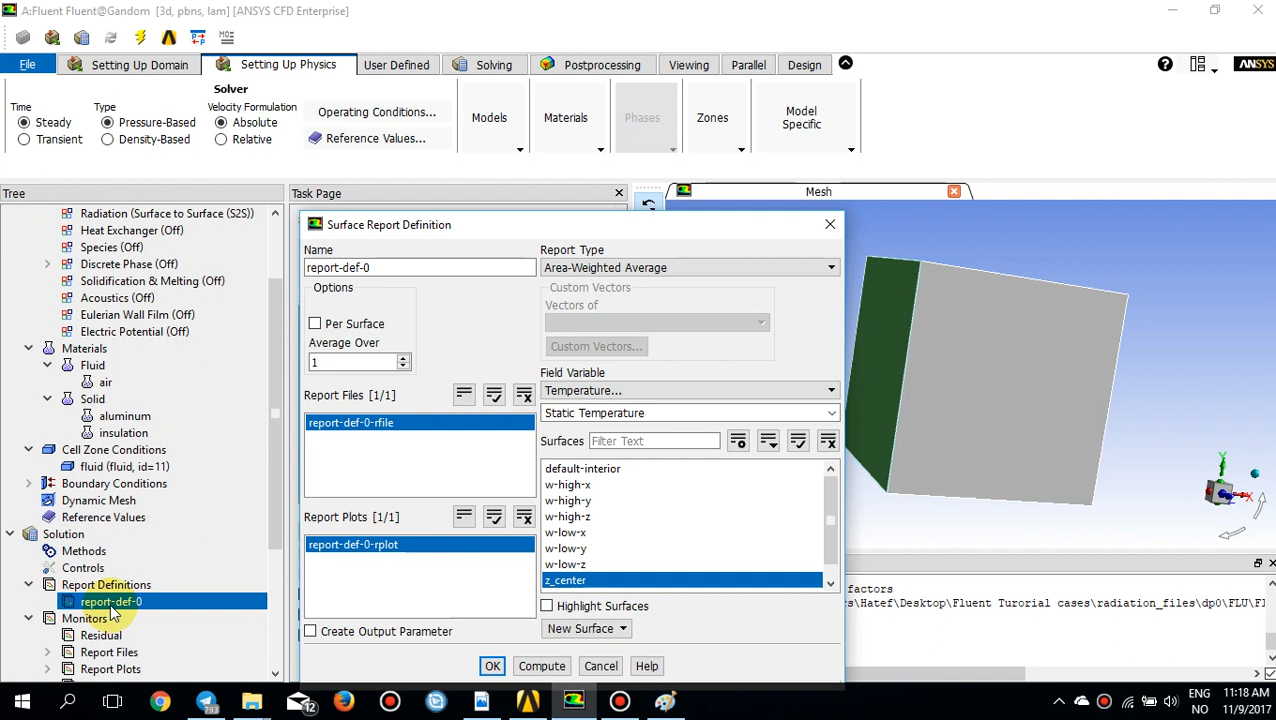 A:Fluent Fluent@Gandom [3d, pbns, lam] [ANSYS CFD Enterprise]
File
Setting Up Domain
Setting Up Physics
User Defined
Solving
Postprocessing
Viewing
Parallel
Design
ANSYS
Solver
Time
Type
Velocity Formulation
Steady
Pressure-Based
Absolute
Transient
Density-Based
Relative
Operating Conditions...
Reference Values...
Models
Materials
Phases
Zones
Model
Specific
Tree
Radiation (Surface to Surface (S2S))
Heat Exchanger (Off)
Species (Off)
Discrete Phase (Off)
Solidification & Melting (Off)
Acoustics (Off)
Eulerian Wall Film (Off)
Electric Potential (Off)
Materials
Fluid
air
Solid
aluminum
insulation
Cell Zone Conditions
fluid (fluid, id=11)
Boundary Conditions
Dynamic Mesh
Reference Values
Solution
Methods
Controls
Report Definitions
report-def-0
Monitors
Residual
Report Files
Report Plots
Task Page
Surface Report Definition
Name
report-def-0
Options
Per Surface
Average Over
1
Report Files [1/1]
report-def-0-rfile
Report Plots [1/1]
report-def-0-rplot
Create Output Parameter
Report Type
Area-Weighted Average
Custom Vectors
Vectors of
Custom Vectors...
Field Variable
Temperature...
Static Temperature
Surfaces
Filter Text
default-interior
w-high-x
w-high-y
w-high-z
w-low-x
w-low-y
w-low-z
z_center
Highlight Surfaces
New Surface
OK
Compute
Cancel
Help
Mesh
Y
X
factors
s\Hatef\Desktop\Fluent Turorial cases\radiation_files\dp0\FLU\F
793
12
ENG
NO
11:18 AM
11/9/2017